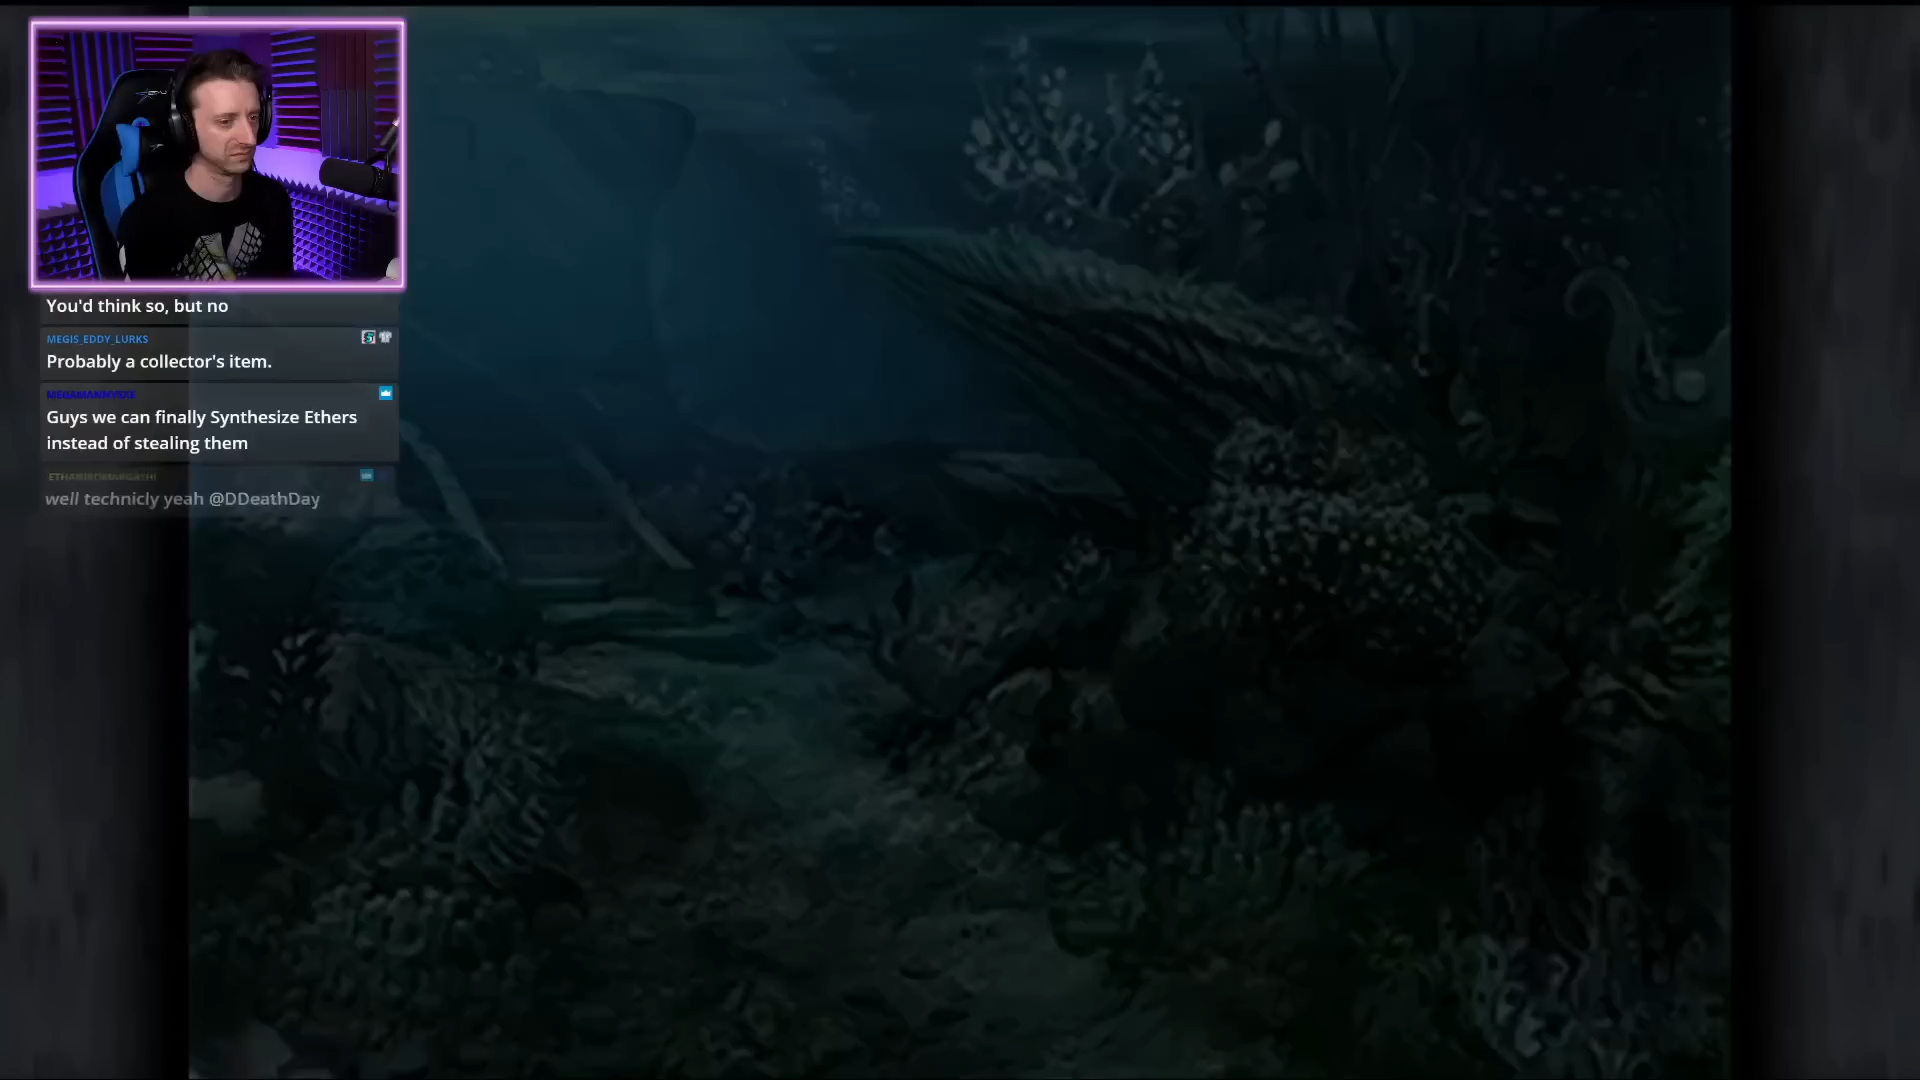 You'd think so, but no
MEGIS_EDDY_LURKS
Probably a collector's item.
Guys we can finally Synthesize Ethers
instead of stealing them
well technicly yeah @DDeathDay